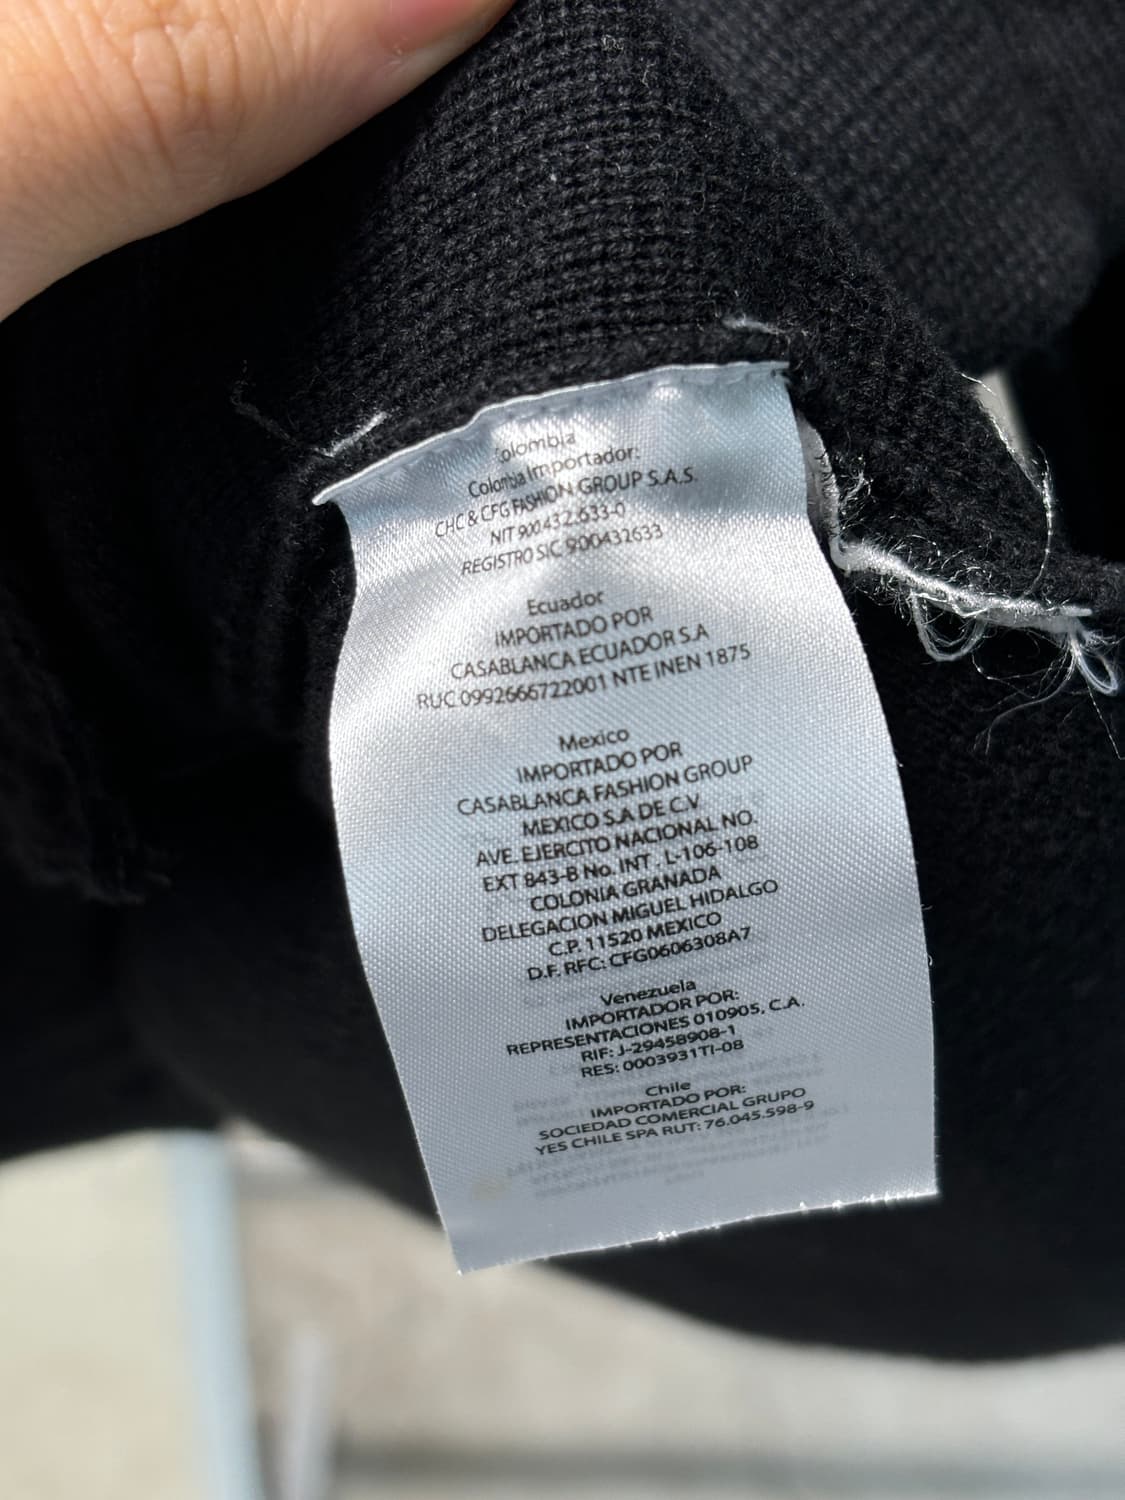 olombia
Colombia Importador:
CHC & CFG FASHION GROUP S.A.S.
NIT 900.432.633-0
REGISTRO SIC 900432633
Ecuador
IMPORTADO POR
CASABLANCA ECUADOR S.A
RUC 0992666722001 NTE INEN 1875
Mexico
IMPORTADO POR
CASABLANCA FASHION GROUP
MEXICO S.A DE C.V
AVE. EJERCITO NACIONAL NO.
EXT 843-B No. INT . L-106-108
COLONIA GRANADA
DELEGACION MIGUEL HIDALGO
C.P. 11520 MEXICO
D.F. RFC: CFG0606308A7
Venezuela
IMPORTADOR POR:
REPRESENTACIONES 010905, C.A.
RIF: J-29458908-1
RES: 0003931TI-08
Chile
IMPORTADO POR:
SOCIEDAD COMERCIAL GRUPO
YES CHILE SPA RUT: 76.045.598-9